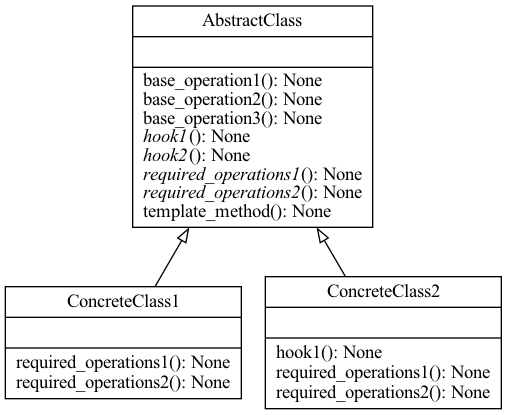 AbstractClass
base_operation1(): None
base_operation2(): None
base_operation3(): None
hook1(): None
hook2(): None
required_operations1(): None
required_operations2(): None
template_method(): None
ConcreteClass1
required_operations1(): None
required_operations2(): None
ConcreteClass2
hook1(): None
required_operations1(): None
required_operations2(): None